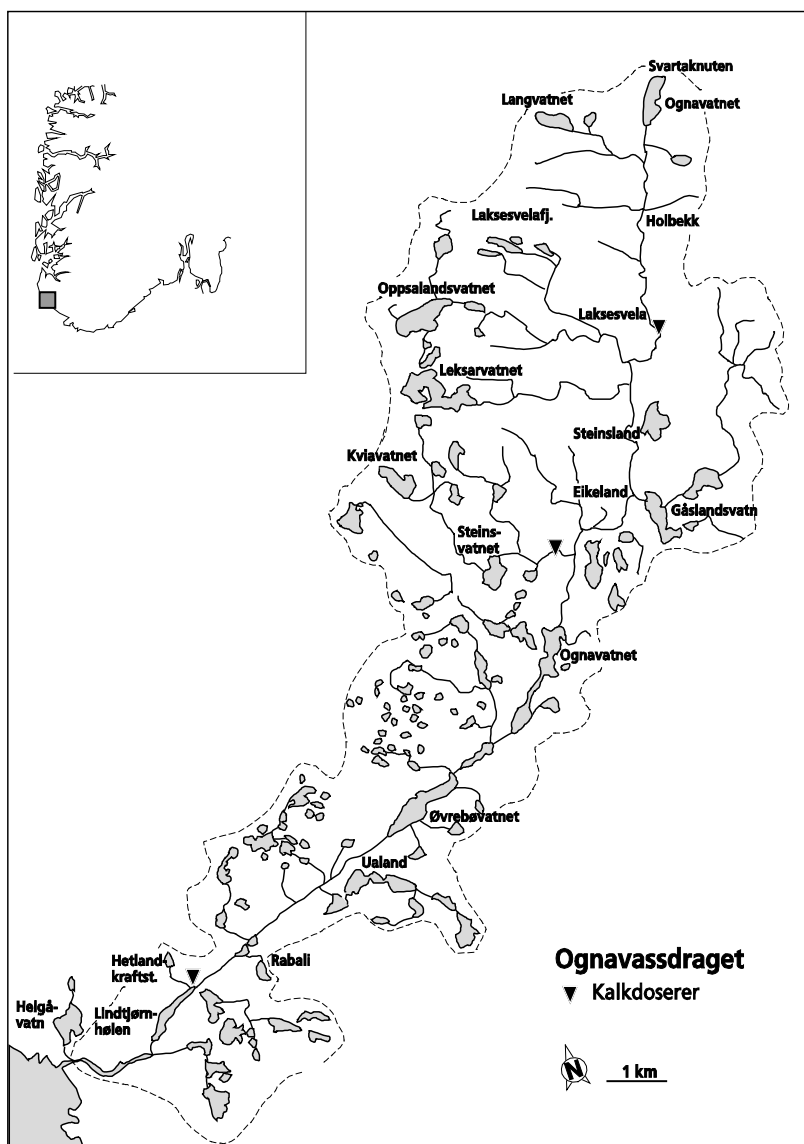 Svartaknuten
Langvatnet
Ognavatnet
Laksesvelafj.
Holbekk
Oppsalandsvatnet
Laksesvela
Leksarvatnet
Steinsland
Kviavatnet
Eikeland
Gåslandsvatn
Steins-
vatnet
Ognavatnet
Øvrebøvatnet
Ualand
Hetland-
kraftst.
Rabali
Helgå-
vatn
Lindtjørn-
hølen
Ognavassdraget
Kalkdoserer
N
1 km